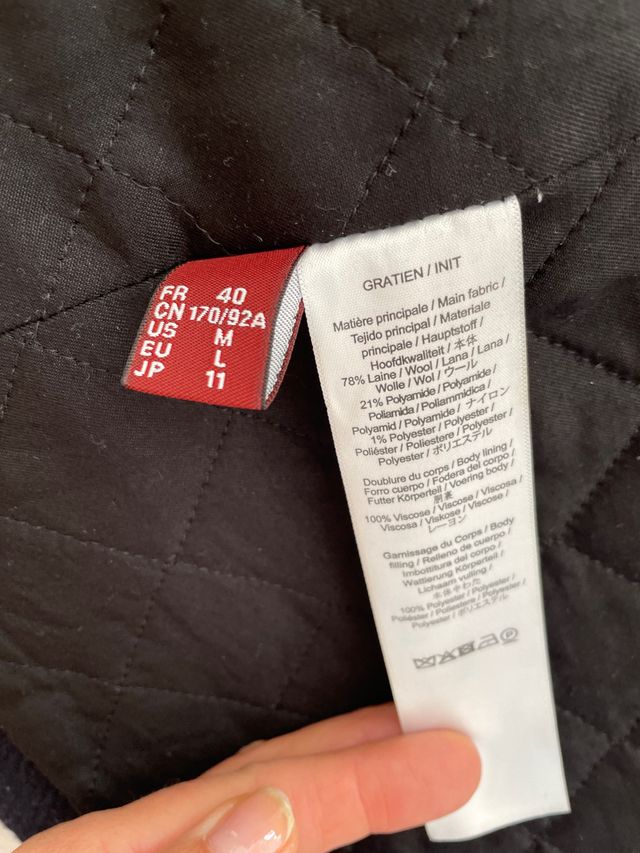 FR 40
CN 170/92A
US M
EU L
JP 11
GRATIEN / INIT
Matière principale / Main fabric /
Tejido principal / Materiale
principale / Hauptstoff /
Hoofdkwaliteit / 本体
78% Laine / Wool / Lana / Lana /
Wolle / Wol / ウール
21% Polyamide / Polyamide /
Poliamida / Poliammidica /
Polyamid / Polyamide / ナイロン
1% Polyester / Polyester /
Poliéster / Poliestere / Polyester /
Polyester / ポリエステル
Doublure du corps / Body lining /
Forro cuerpo / Fodera del corpo /
Futter Körperteil / Voering body /
胴裏
100% Viscose / Viscose / Viscosa /
Viscosa / Viskose / Viscose /
レーヨン
Garnissage du Corps / Body
filling / Relleno de cuerpo /
Imbottitura del corpo /
Wattierung Körperteil /
Lichaam vulling /
本体中わた
100% Polyester / Polyester /
Poliéster / Poliestere / Polyester /
Polyester / ポリエステル